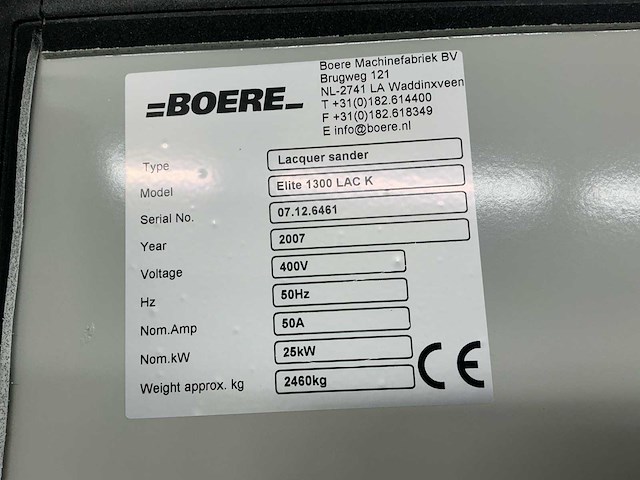 =BOERE_
Boere Machinefabriek BV
Brugweg 121
NL-2741 LA Waddinxveen
T +31(0)182.614400
F +31(0)182.618349
E info@boere.nl
Type Lacquer sander
Model Elite 1300 LAC K
Serial No. 07.12.6461
Year 2007
Voltage 400V
Hz 50Hz
Nom.Amp 50A
Nom.kW 25kW
Weight approx. kg 2460kg
CE